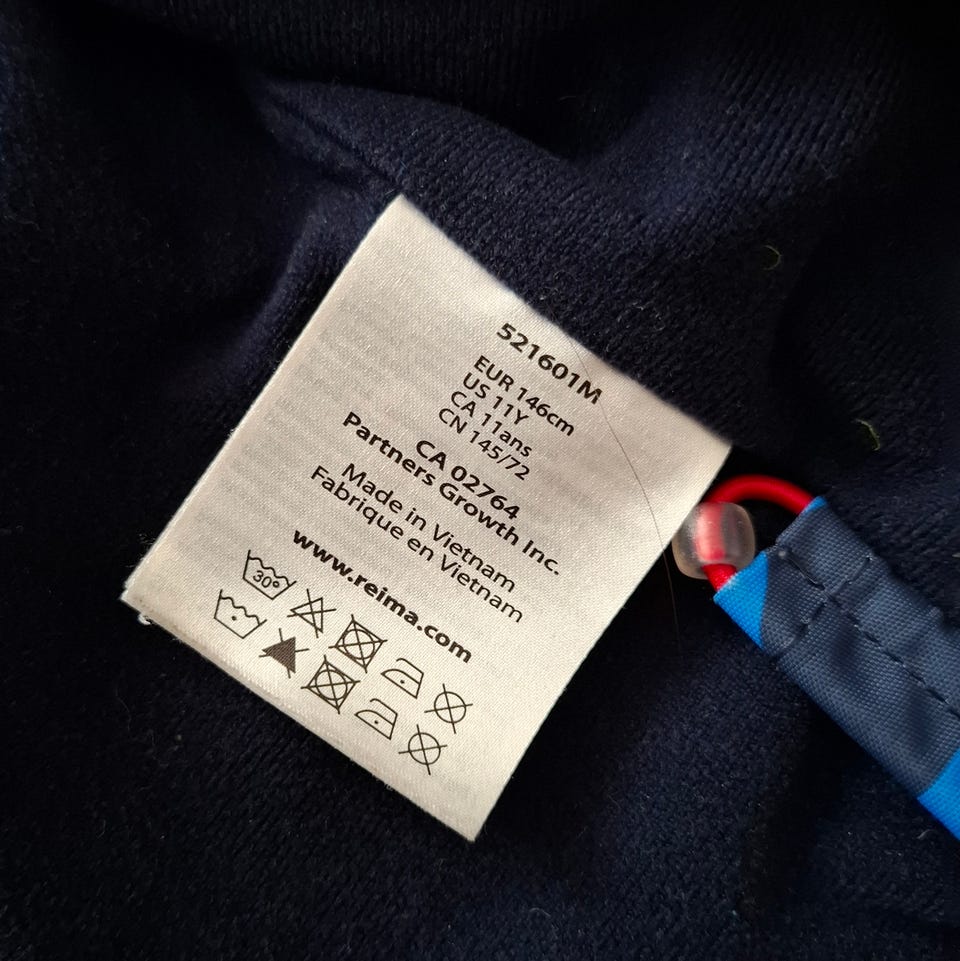 521601M
EUR 146cm
US 11Y
CA 11ans
CN 145/72
CA 02764
Partners Growth Inc.
Made in Vietnam
Fabrique en Vietnam
www.reima.com
30°